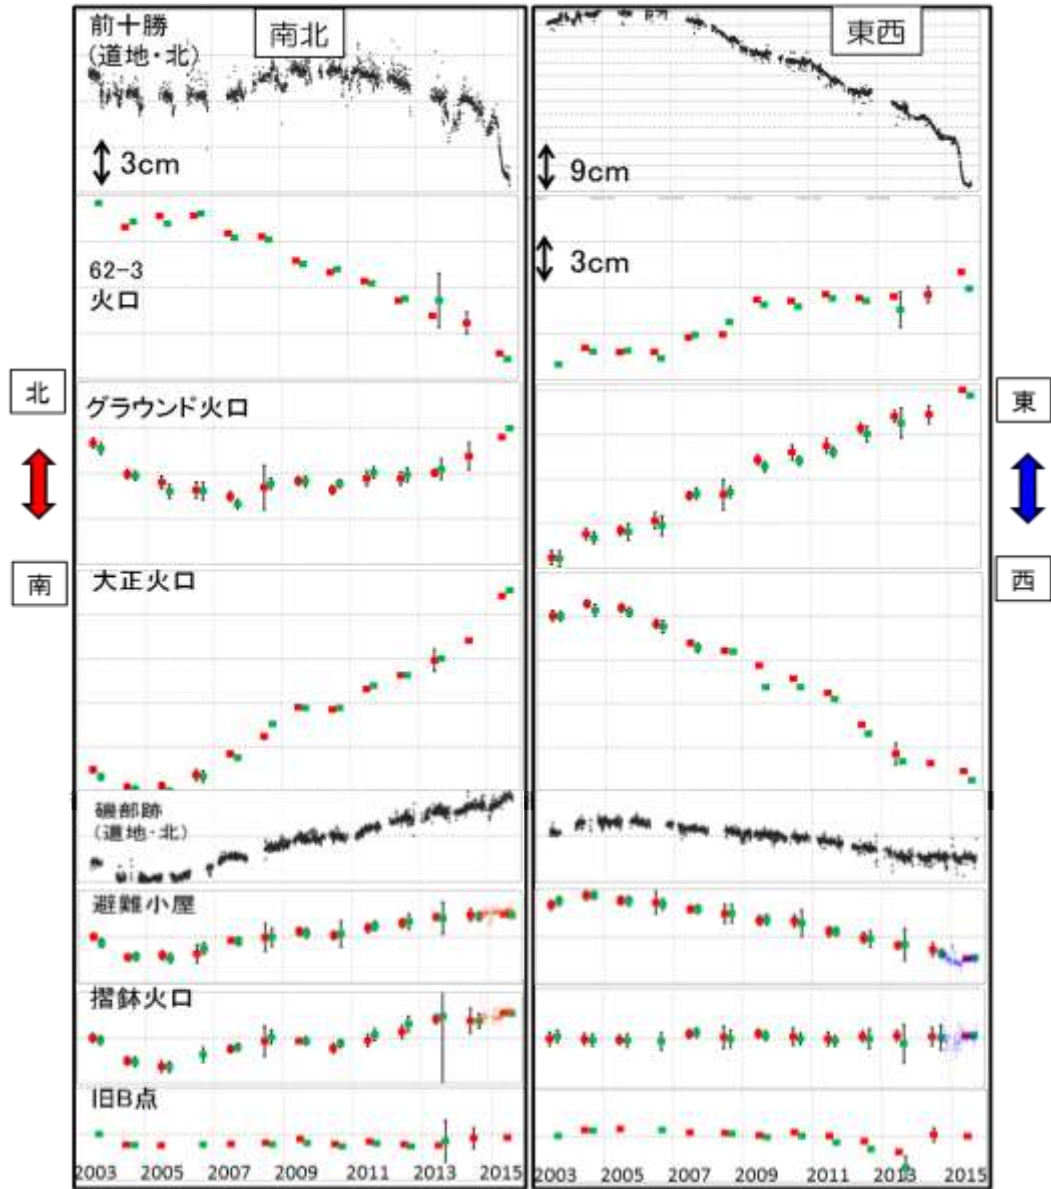 前十勝
(道地・北)
南北
東西
3cm
9cm
62-3
火口
3cm
北
グラウンド火口
東
南
大正火口
西
磯部跡
(道地・北)
避難小屋
摺鉢火口
旧B点
2003 2005 2007 2009 2011 2013 2015
2003 2005 2007 2009 2011 2013 2015